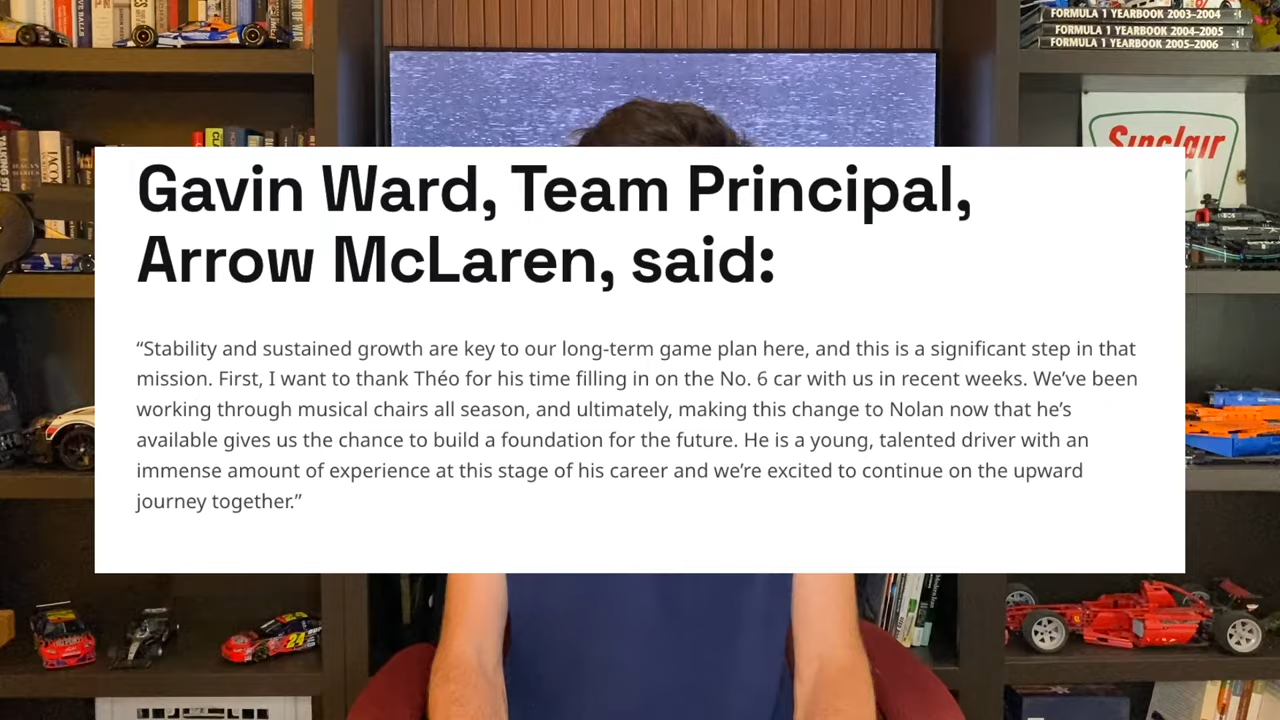 FORMULA 1 YEARBOOK 2003–2004
FORMULA 1 YEARBOOK 2004–2005
FORMULA 1 YEARBOOK 2005–2006
Sinclair
Gavin Ward, Team Principal,
Arrow McLaren, said:
“Stability and sustained growth are key to our long-term game plan here, and this is a significant step in that
mission. First, I want to thank Théo for his time filling in on the No. 6 car with us in recent weeks. We’ve been
working through musical chairs all season, and ultimately, making this change to Nolan now that he’s
available gives us the chance to build a foundation for the future. He is a young, talented driver with an
immense amount of experience at this stage of his career and we’re excited to continue on the upward
journey together.”
24